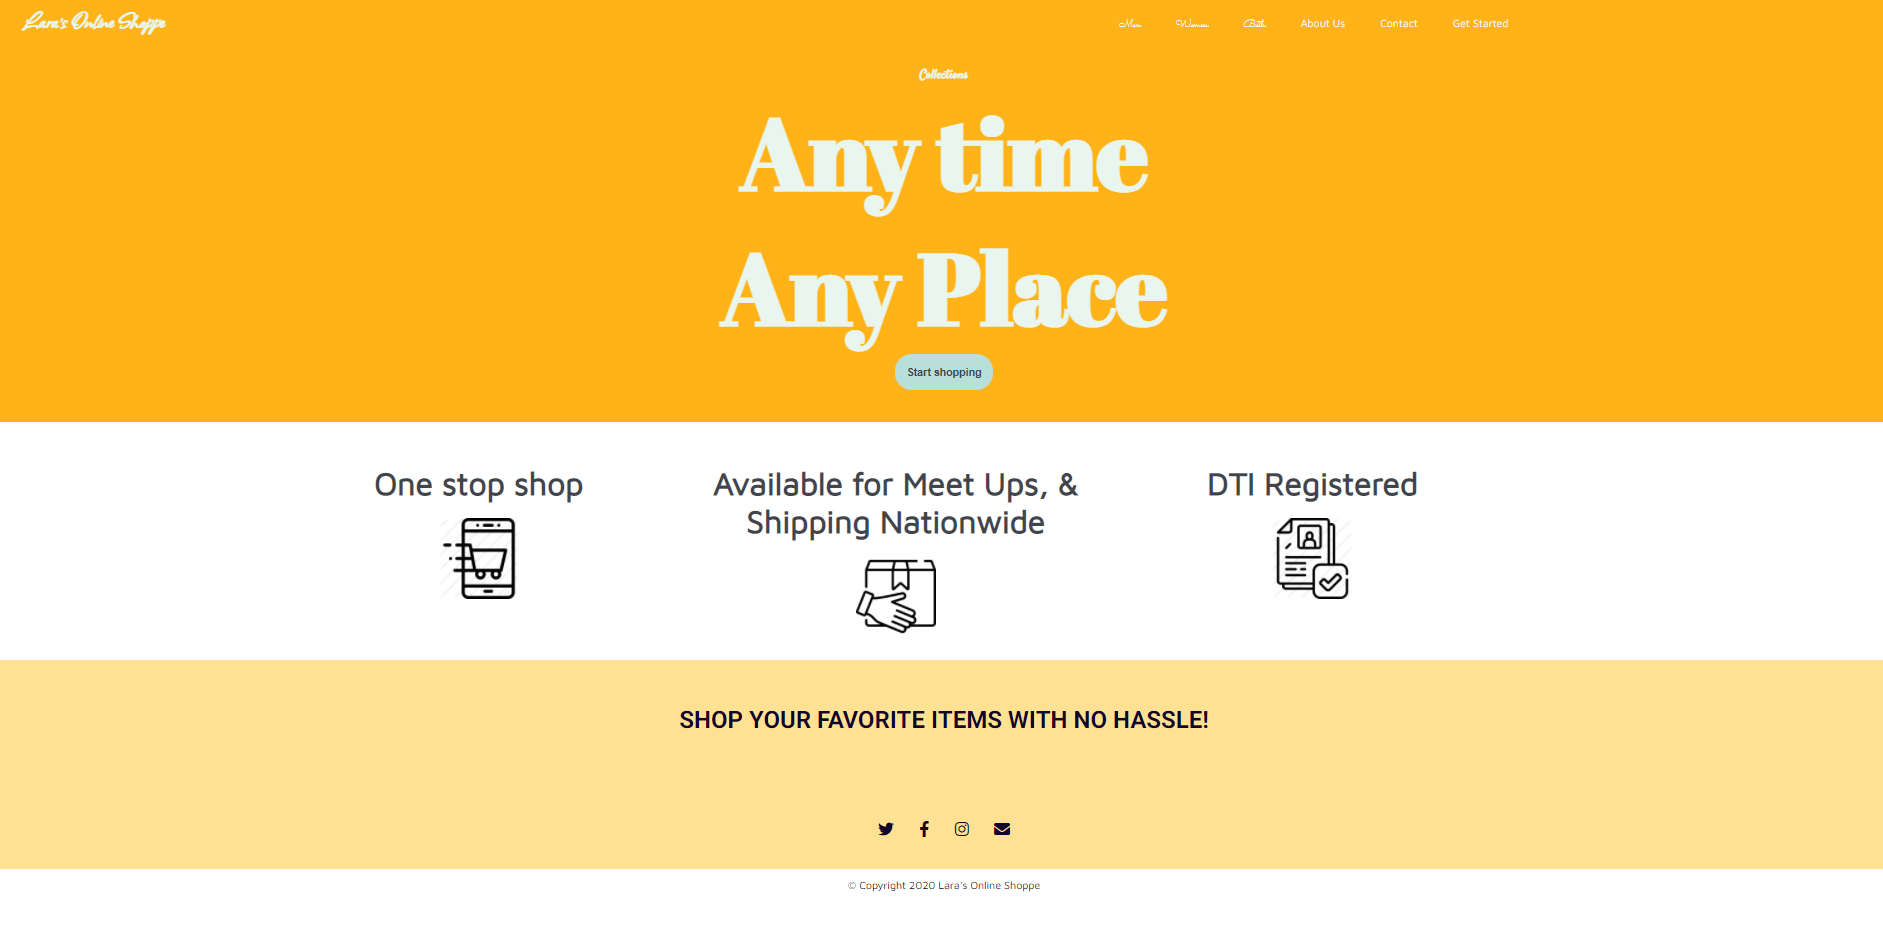 Lara's Online Shoppe
Men Women Both About Us Contact Get Started
Collections
Any time
Any Place
Start shopping
One stop shop
Available for Meet Ups, &
Shipping Nationwide
DTI Registered
SHOP YOUR FAVORITE ITEMS WITH NO HASSLE!
© Copyright 2020 Lara's Online Shoppe